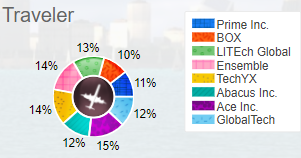 Traveler
13%
10%
14%
11%
14%
12%
12%
15%
Prime Inc.
BOX
LITEch Global
Ensemble
TechYX
Abacus Inc.
Ace Inc.
GlobalTech